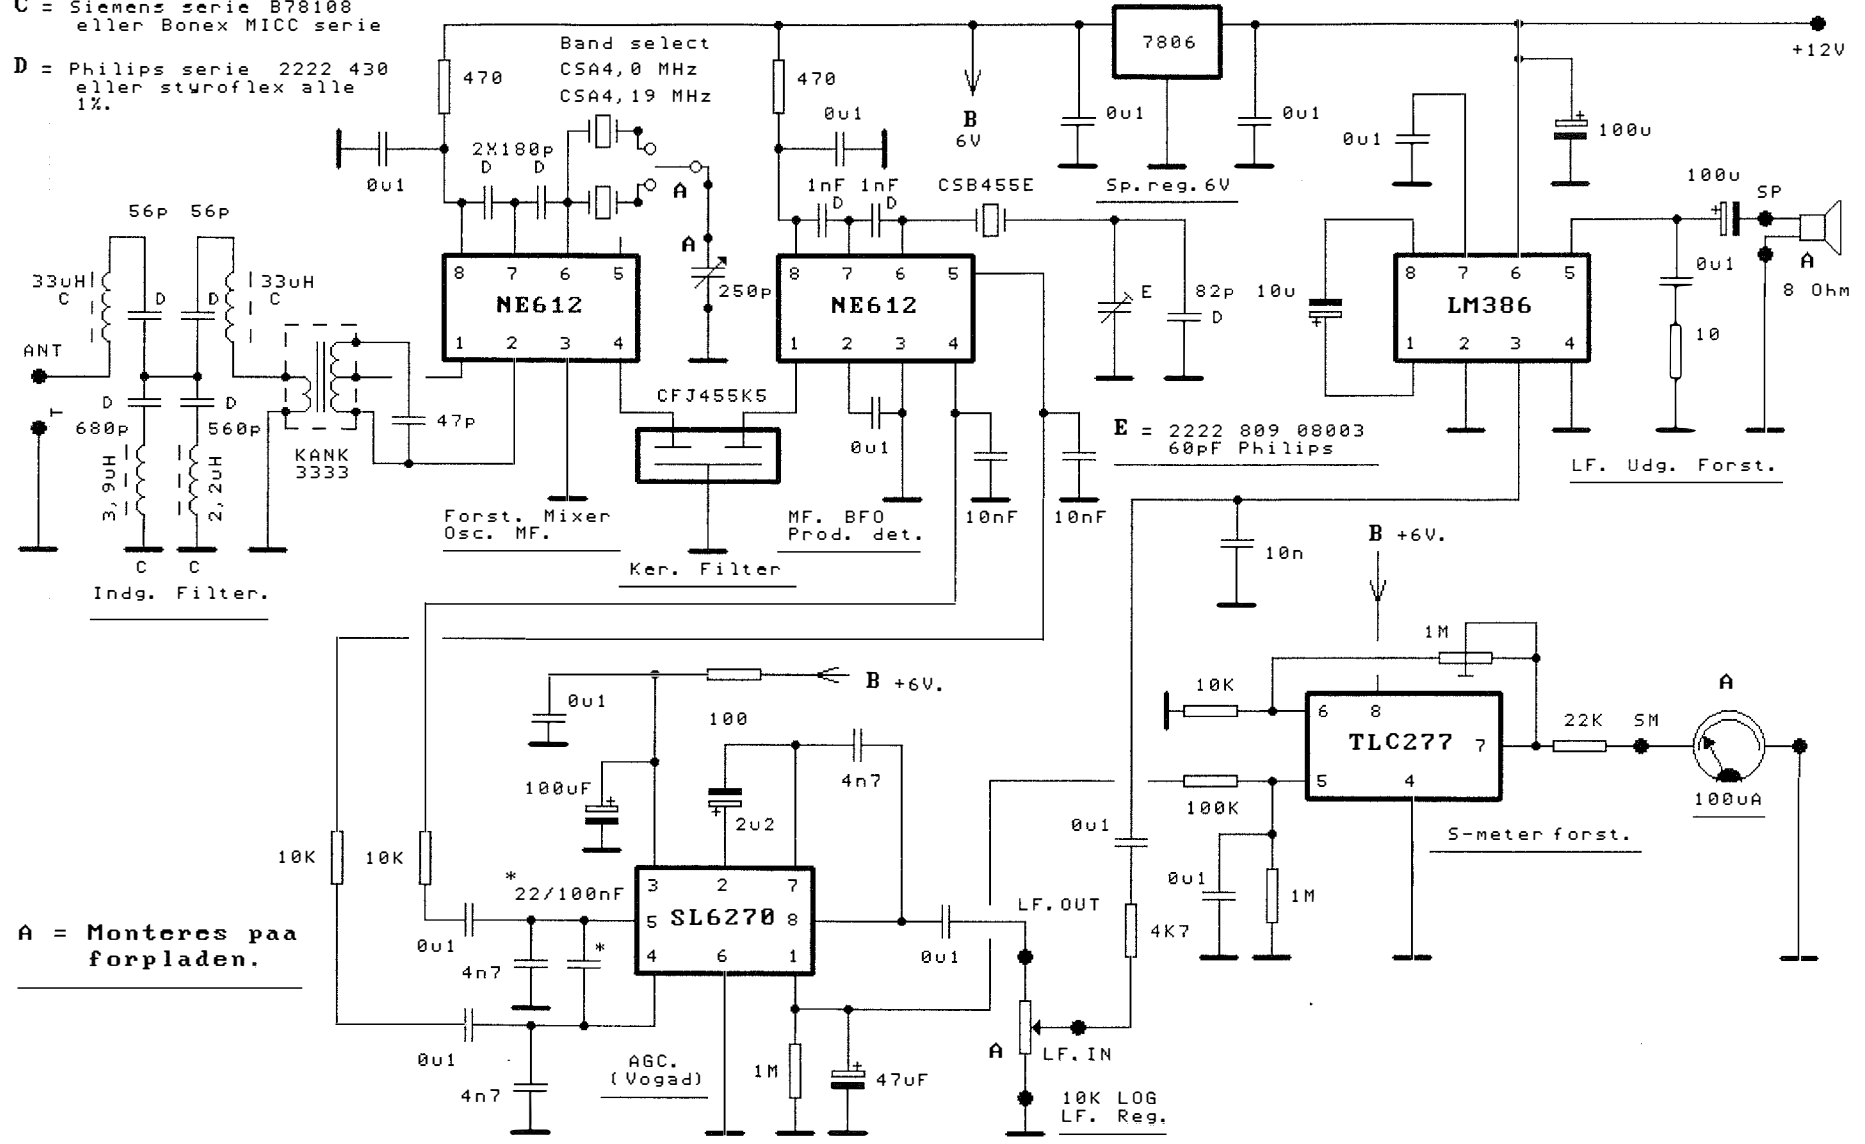 C = Siemens serie B78108
eller Bonex MICC serie
D = Philips serie 2222 430
eller styroflex alle
1%.
470
Band select
CSA4,0 MHz
CSA4,19 MHz
470
0u1
B
6V
0u1
7806
0u1
+12V
0u1
100u
0u1
2X180p
D D
A
1nF 1nF
D D
CSB455E
Sp.reg.6V
100u
SP
56p 56p
A
33uH
C
D
D
33uH
C
8 7 6 5
NE612
1 2 3 4
250p
8 7 6 5
NE612
1 2 3 4
E
82p
D
10u
8 7 6 5
LM386
1 2 3 4
0u1
A
8 Ohm
10
ANT
T
D
D
680p
560p
3,9uH
2,2uH
KANK
3333
47p
CFJ455K5
0u1
E = 2222 809 08003
60pF Philips
LF. Udg. Forst.
C C
Indg. Filter.
Forst. Mixer
Osc. MF.
Ker. Filter
MF. BFO
Prod. det.
10nF
10nF
10n
B +6V.
1M
0u1
B +6V.
100
10K
6 8
TLC277 7
5 4
22K
SM
A
100uA
100uF
2u2
4n7
100K
S-meter forst.
0u1
10K
10K
*
22/100nF
3 2 7
5 SL6270 8
4 6 1
LF.OUT
0u1
1M
4K7
A = Monteres paa
forpladen.
0u1
4n7
*
0u1
0u1
4n7
AGC.
(Vogad)
1M
47uF
A
LF.IN
10K LOG
LF. Reg.